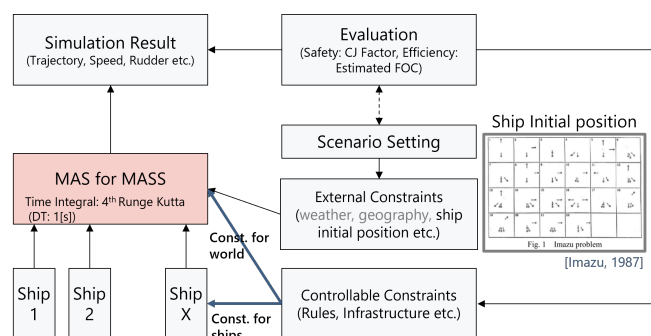 Simulation Result
(Trajectory, Speed, Rudder etc.)
Evaluation
(Safety: CJ Factor, Efficiency:
Estimated FOC)
Scenario Setting
Ship Initial position
Fig. 1 Imazu problem
[Imazu, 1987]
MAS for MASS
Time Integral: 4th Runge Kutta
(DT: 1[s])
External Constraints
(weather, geography, ship
initial position etc.)
Const. for
world
Ship
1
Ship
2
Ship
X
Const. for
ships
Controllable Constraints
(Rules, Infrastructure etc.)